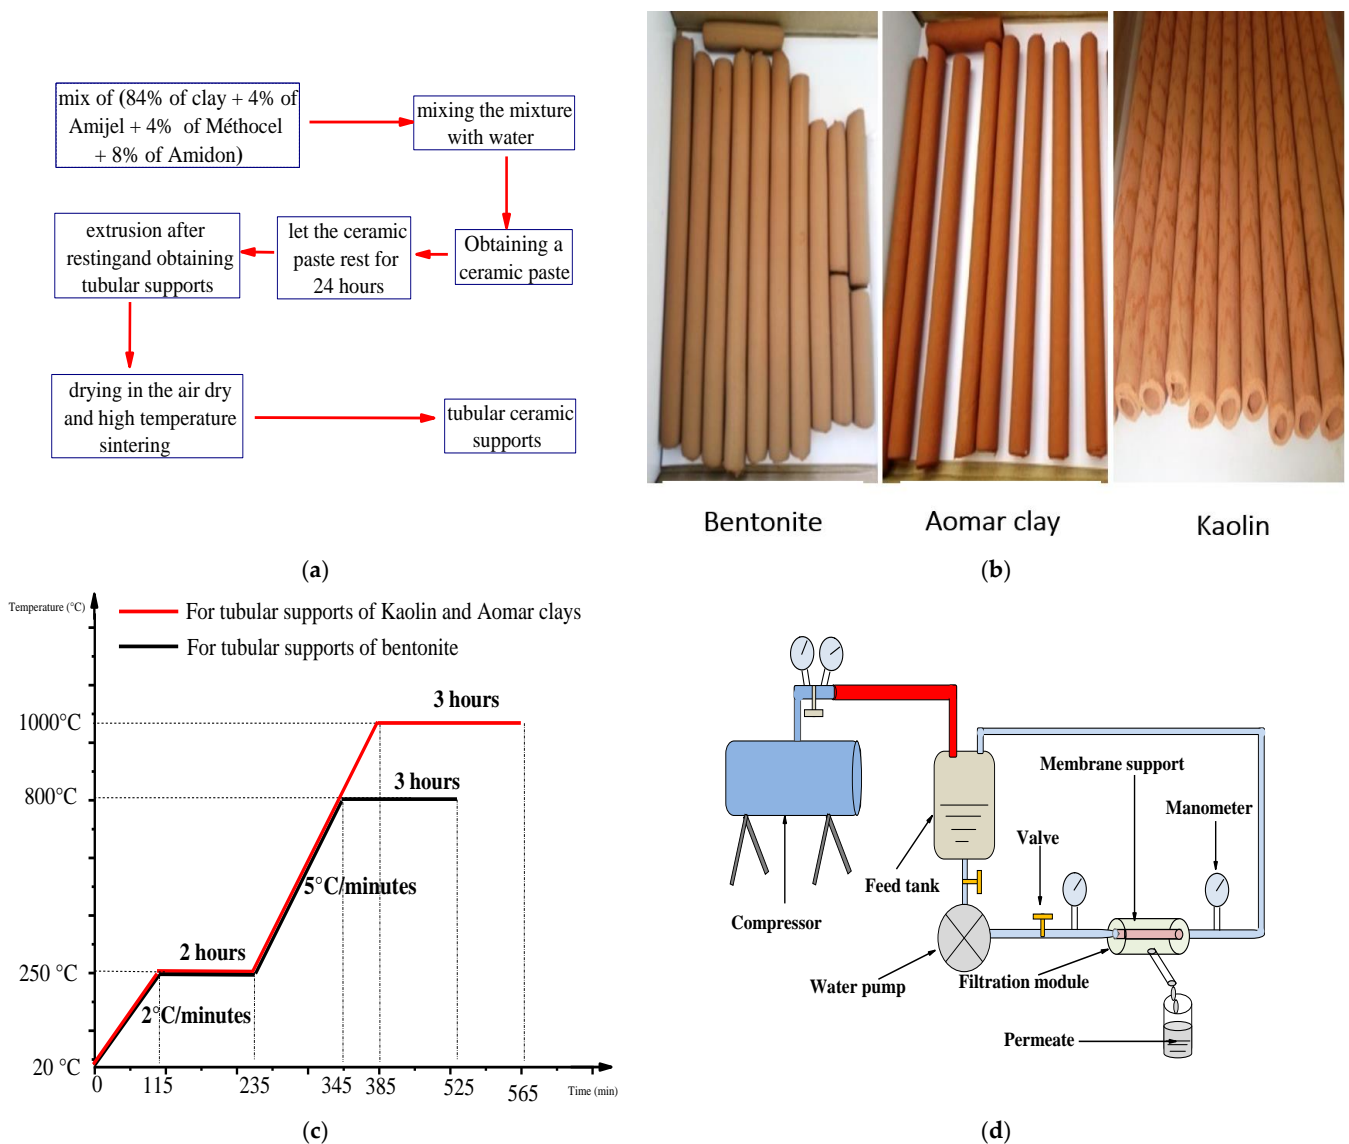 mix of (84% of clay + 4% of
Amijel + 4%  of Méthocel
+ 8% of Amidon)
mixing the mixture
with water
extrusion after
restingand obtaining
tubular supports
let the ceramic
paste rest for
24 hours
Obtaining a
ceramic paste
drying in the air dry
and high temperature
sintering
tubular ceramic
supports
(a)
Bentonite
Aomar clay
Kaolin
(b)
Temperature (°C)
For tubular supports of Kaolin and Aomar clays
For tubular supports of bentonite
3 hours
1000°C
3 hours
800°C
5°C/minutes
2 hours
250 °C
2°C/minutes
20 °C
0
115
235
345
385
525
565
Time (min)
(c)
Membrane support
Manometer
Valve
Feed tank
Compressor
Water pump
Filtration module
Permeate
(d)